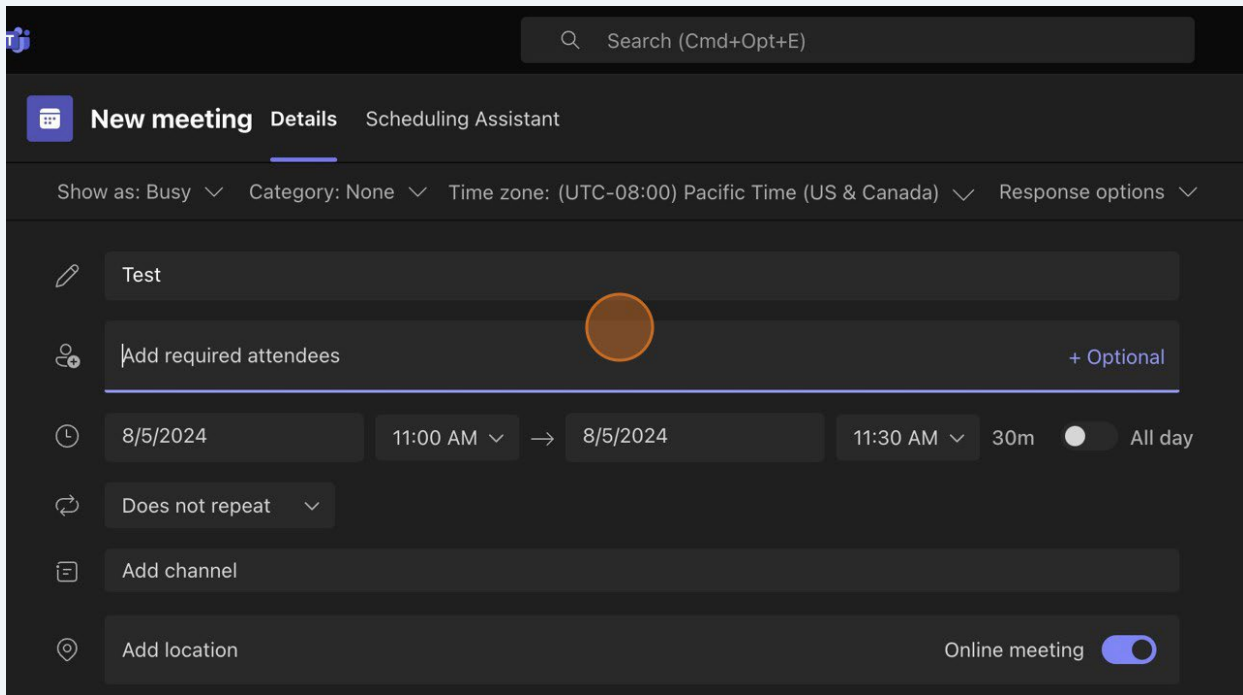 T
Search (Cmd+Opt+E)
New meeting Details Scheduling Assistant
Show as: Busy Category: None Time zone: (UTC-08:00) Pacific Time (US & Canada) Response options
Test
Add required attendees + Optional
8/5/2024 11:00 AM → 8/5/2024 11:30 AM 30m All day
Does not repeat
Add channel
Add location Online meeting